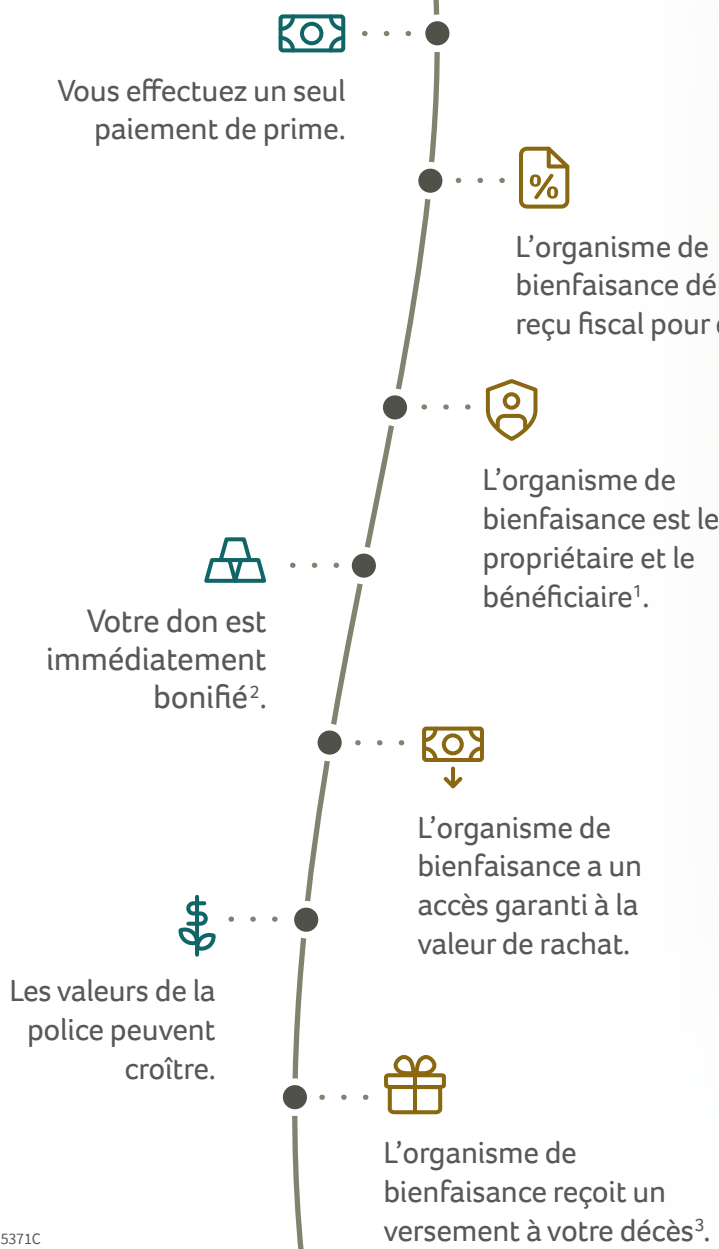 Vous effectuez un seul
paiement de prime.
%
L’organisme de
bienfaisance
reçu fiscal pour
L’organisme de
bienfaisance est le
propriétaire et le
bénéficiaire¹.
Votre don est
immédiatement
bonifié².
L’organisme de
bienfaisance a un
accès garanti à la
valeur de rachat.
$
Les valeurs de la
police peuvent
croître.
L’organisme de
bienfaisance reçoit un
versement à votre décès³.
5371C